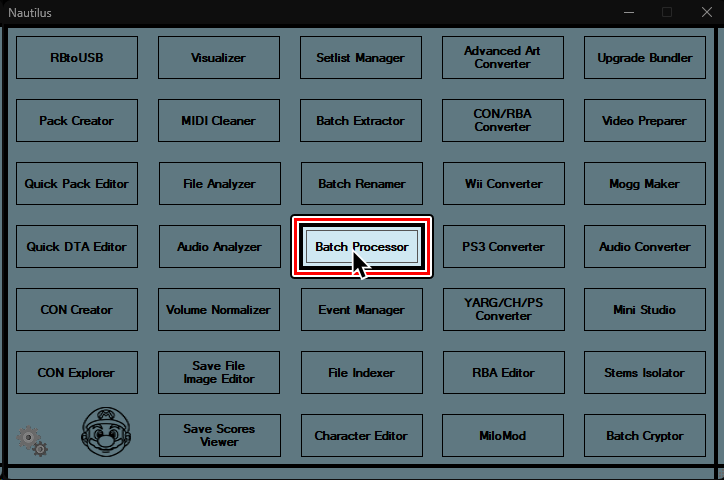 Nautilus
RBtoUSB
Visualizer
Setlist Manager
Advanced Art
Converter
Upgrade Bundler
Pack Creator
MIDI Cleaner
Batch Extractor
CON/RBA
Converter
Video Preparer
Quick Pack Editor
File Analyzer
Batch Renamer
Wii Converter
Mogg Maker
Quick DTA Editor
Audio Analyzer
Batch Processor
PS3 Converter
Audio Converter
CON Creator
Volume Normalizer
Event Manager
YARG/CH/PS
Converter
Mini Studio
CON Explorer
Save File
Image Editor
File Indexer
RBA Editor
Stems Isolator
Save Scores
Viewer
Character Editor
MiloMod
Batch Cryptor